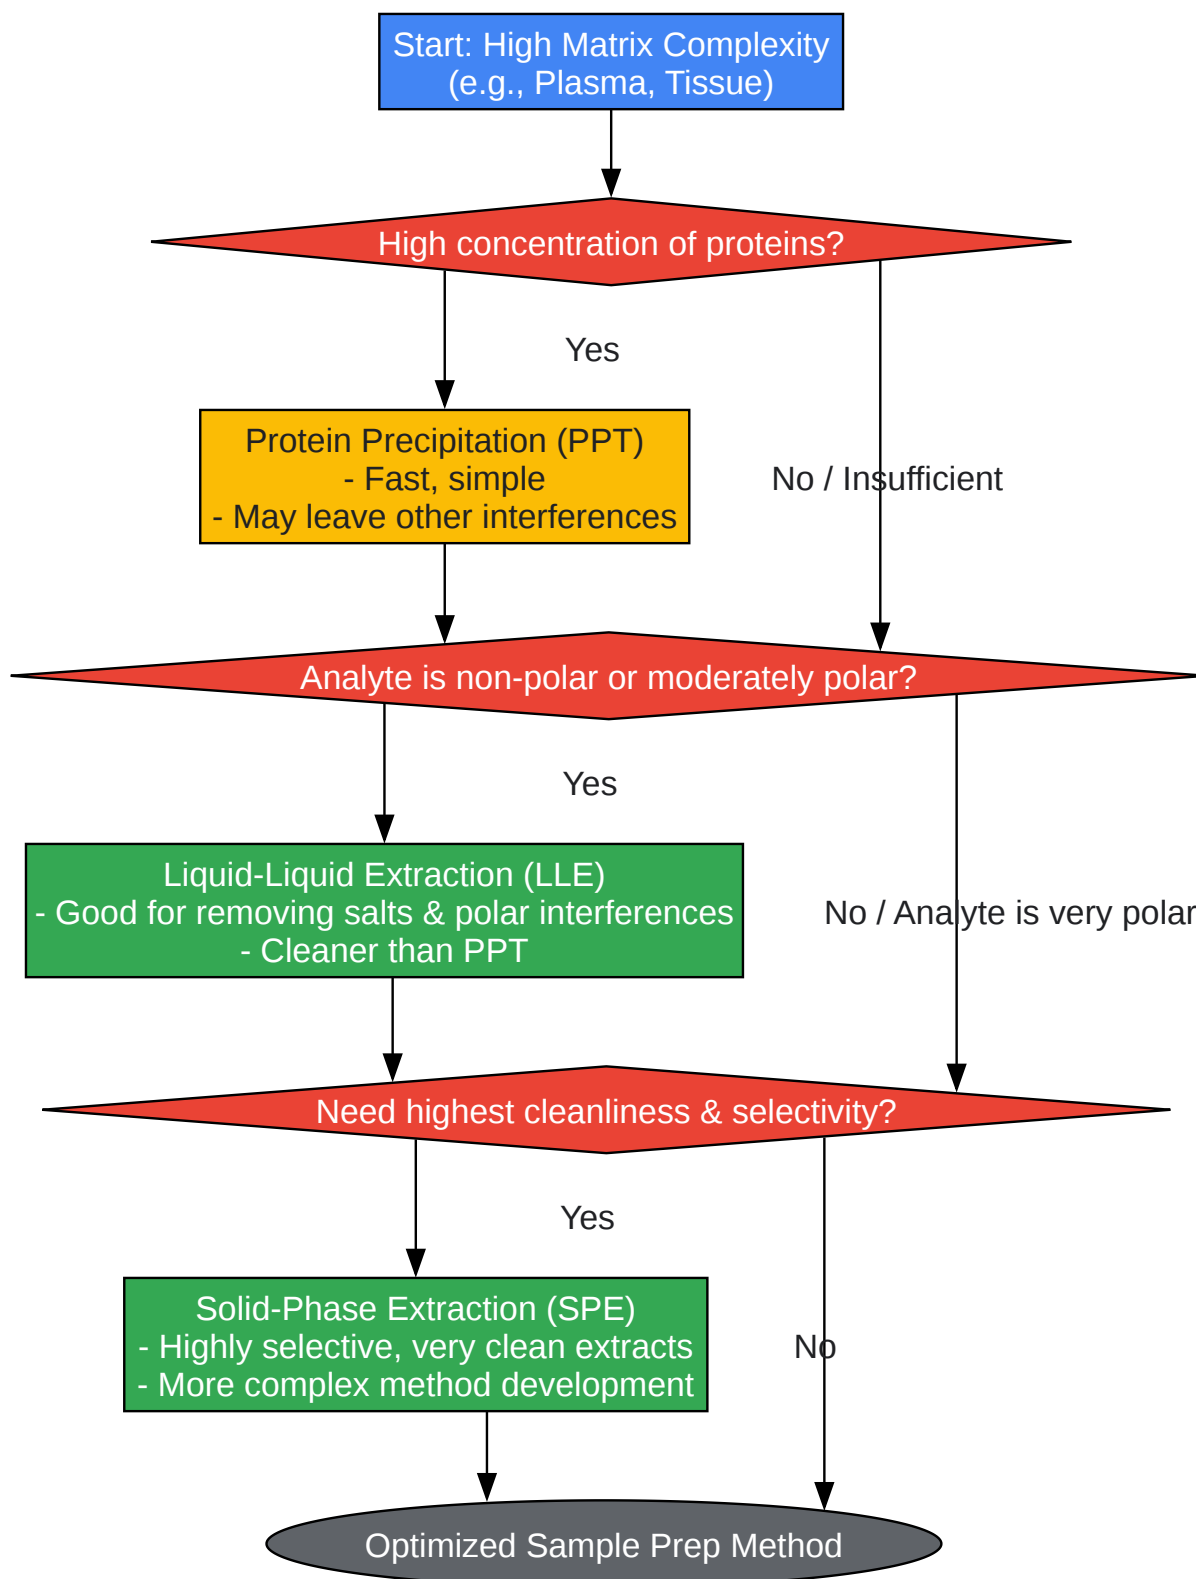 Start: High Matrix Complexity
(e.g., Plasma, Tissue)
High concentration of proteins?
Yes
Protein Precipitation (PPT)
- Fast, simple
- May leave other interferences
No / Insufficient
Analyte is non-polar or moderately polar?
Yes
Liquid-Liquid Extraction (LLE)
- Good for removing salts & polar interferences
- Cleaner than PPT
No / Analyte is very polar
Need highest cleanliness & selectivity?
Yes
Solid-Phase Extraction (SPE)
- Highly selective, very clean extracts
- More complex method development
No
Optimized Sample Prep Method